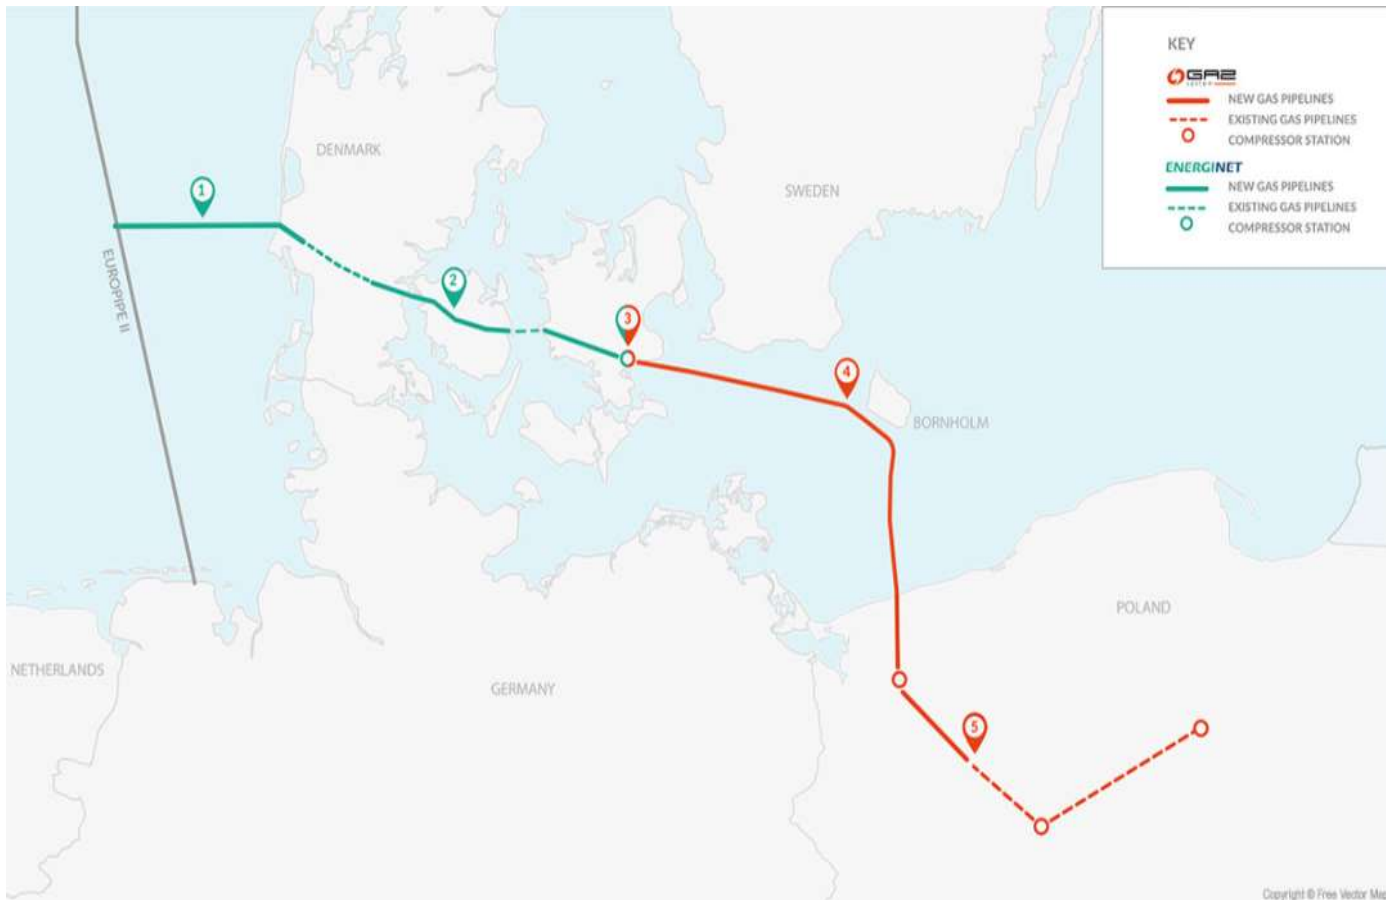 KEY
GAZ
SYSTEM
NEW GAS PIPELINES
EXISTING GAS PIPELINES
COMPRESSOR STATION
ENERGINET
NEW GAS PIPELINES
EXISTING GAS PIPELINES
COMPRESSOR STATION
DENMARK
SWEDEN
1
EUROPIPE II
2
3
4
BORNHOLM
POLAND
NETHERLANDS
GERMANY
5
Copyright © Free Vector Map